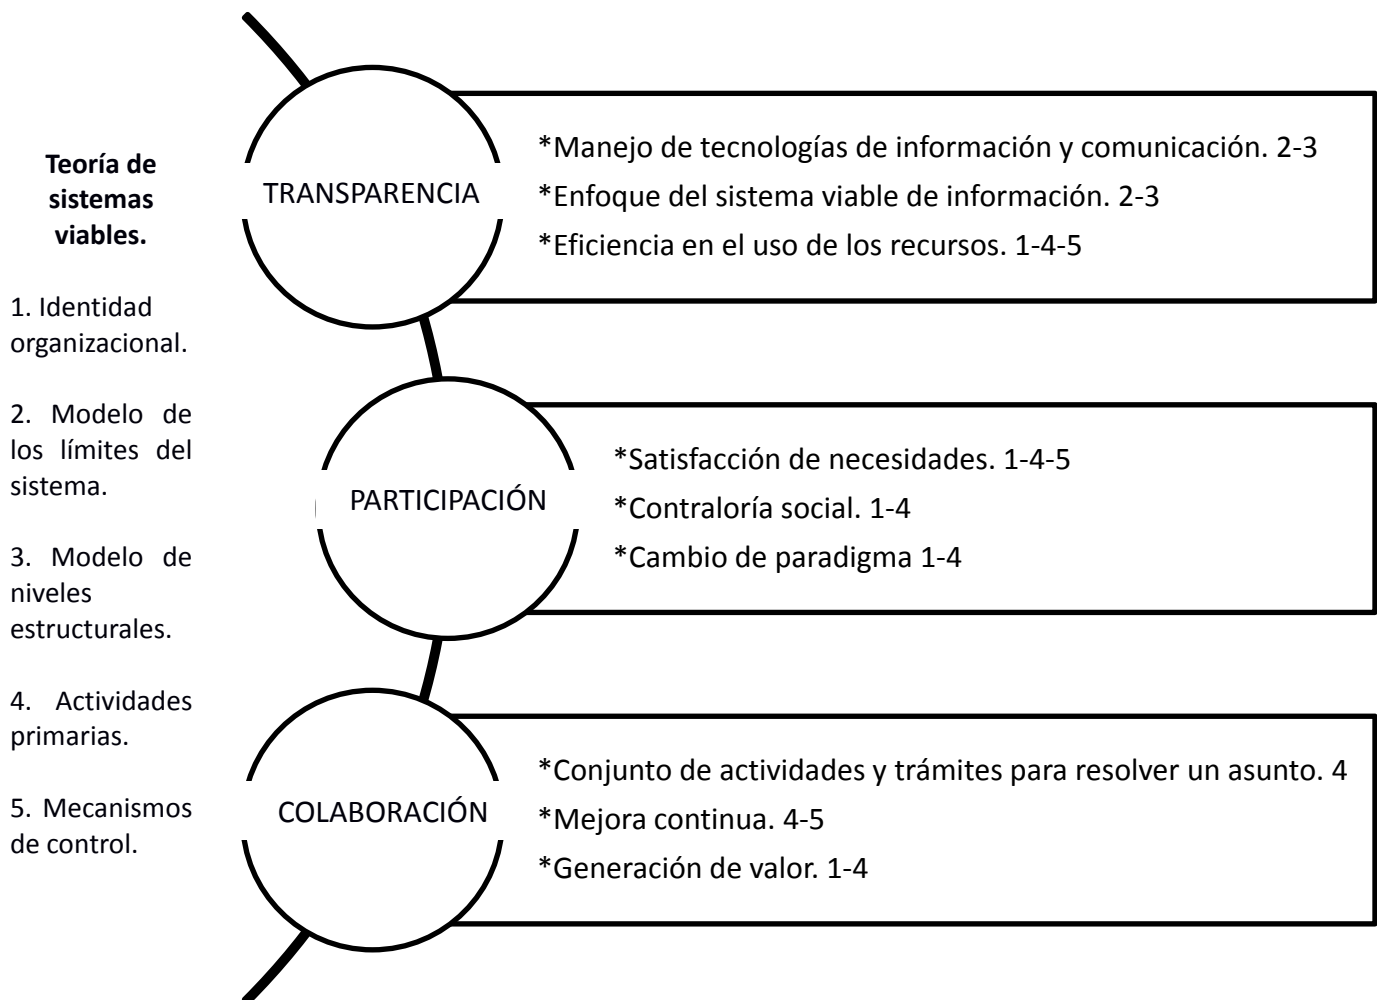 Teoría de
sistemas
viables.
1. Identidad
organizacional.
2. Modelo de
los límites del
sistema.
3. Modelo de
niveles
estructurales.
4. Actividades
primarias.
5. Mecanismos
de control.
TRANSPARENCIA
*Manejo de tecnologías de información y comunicación. 2-3
*Enfoque del sistema viable de información. 2-3
*Eficiencia en el uso de los recursos. 1-4-5
PARTICIPACIÓN
*Satisfacción de necesidades. 1-4-5
*Contraloría social. 1-4
*Cambio de paradigma 1-4
COLABORACIÓN
*Conjunto de actividades y trámites para resolver un asunto. 4
*Mejora continua. 4-5
*Generación de valor. 1-4